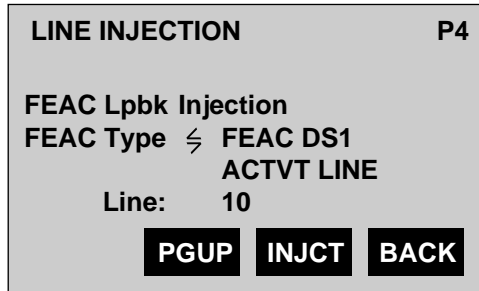 LINE INJECTION P4
FEAC Lpbk Injection
FEAC Type FEAC DS1
ACTVT LINE
Line: 10
PGUP INJCT BACK